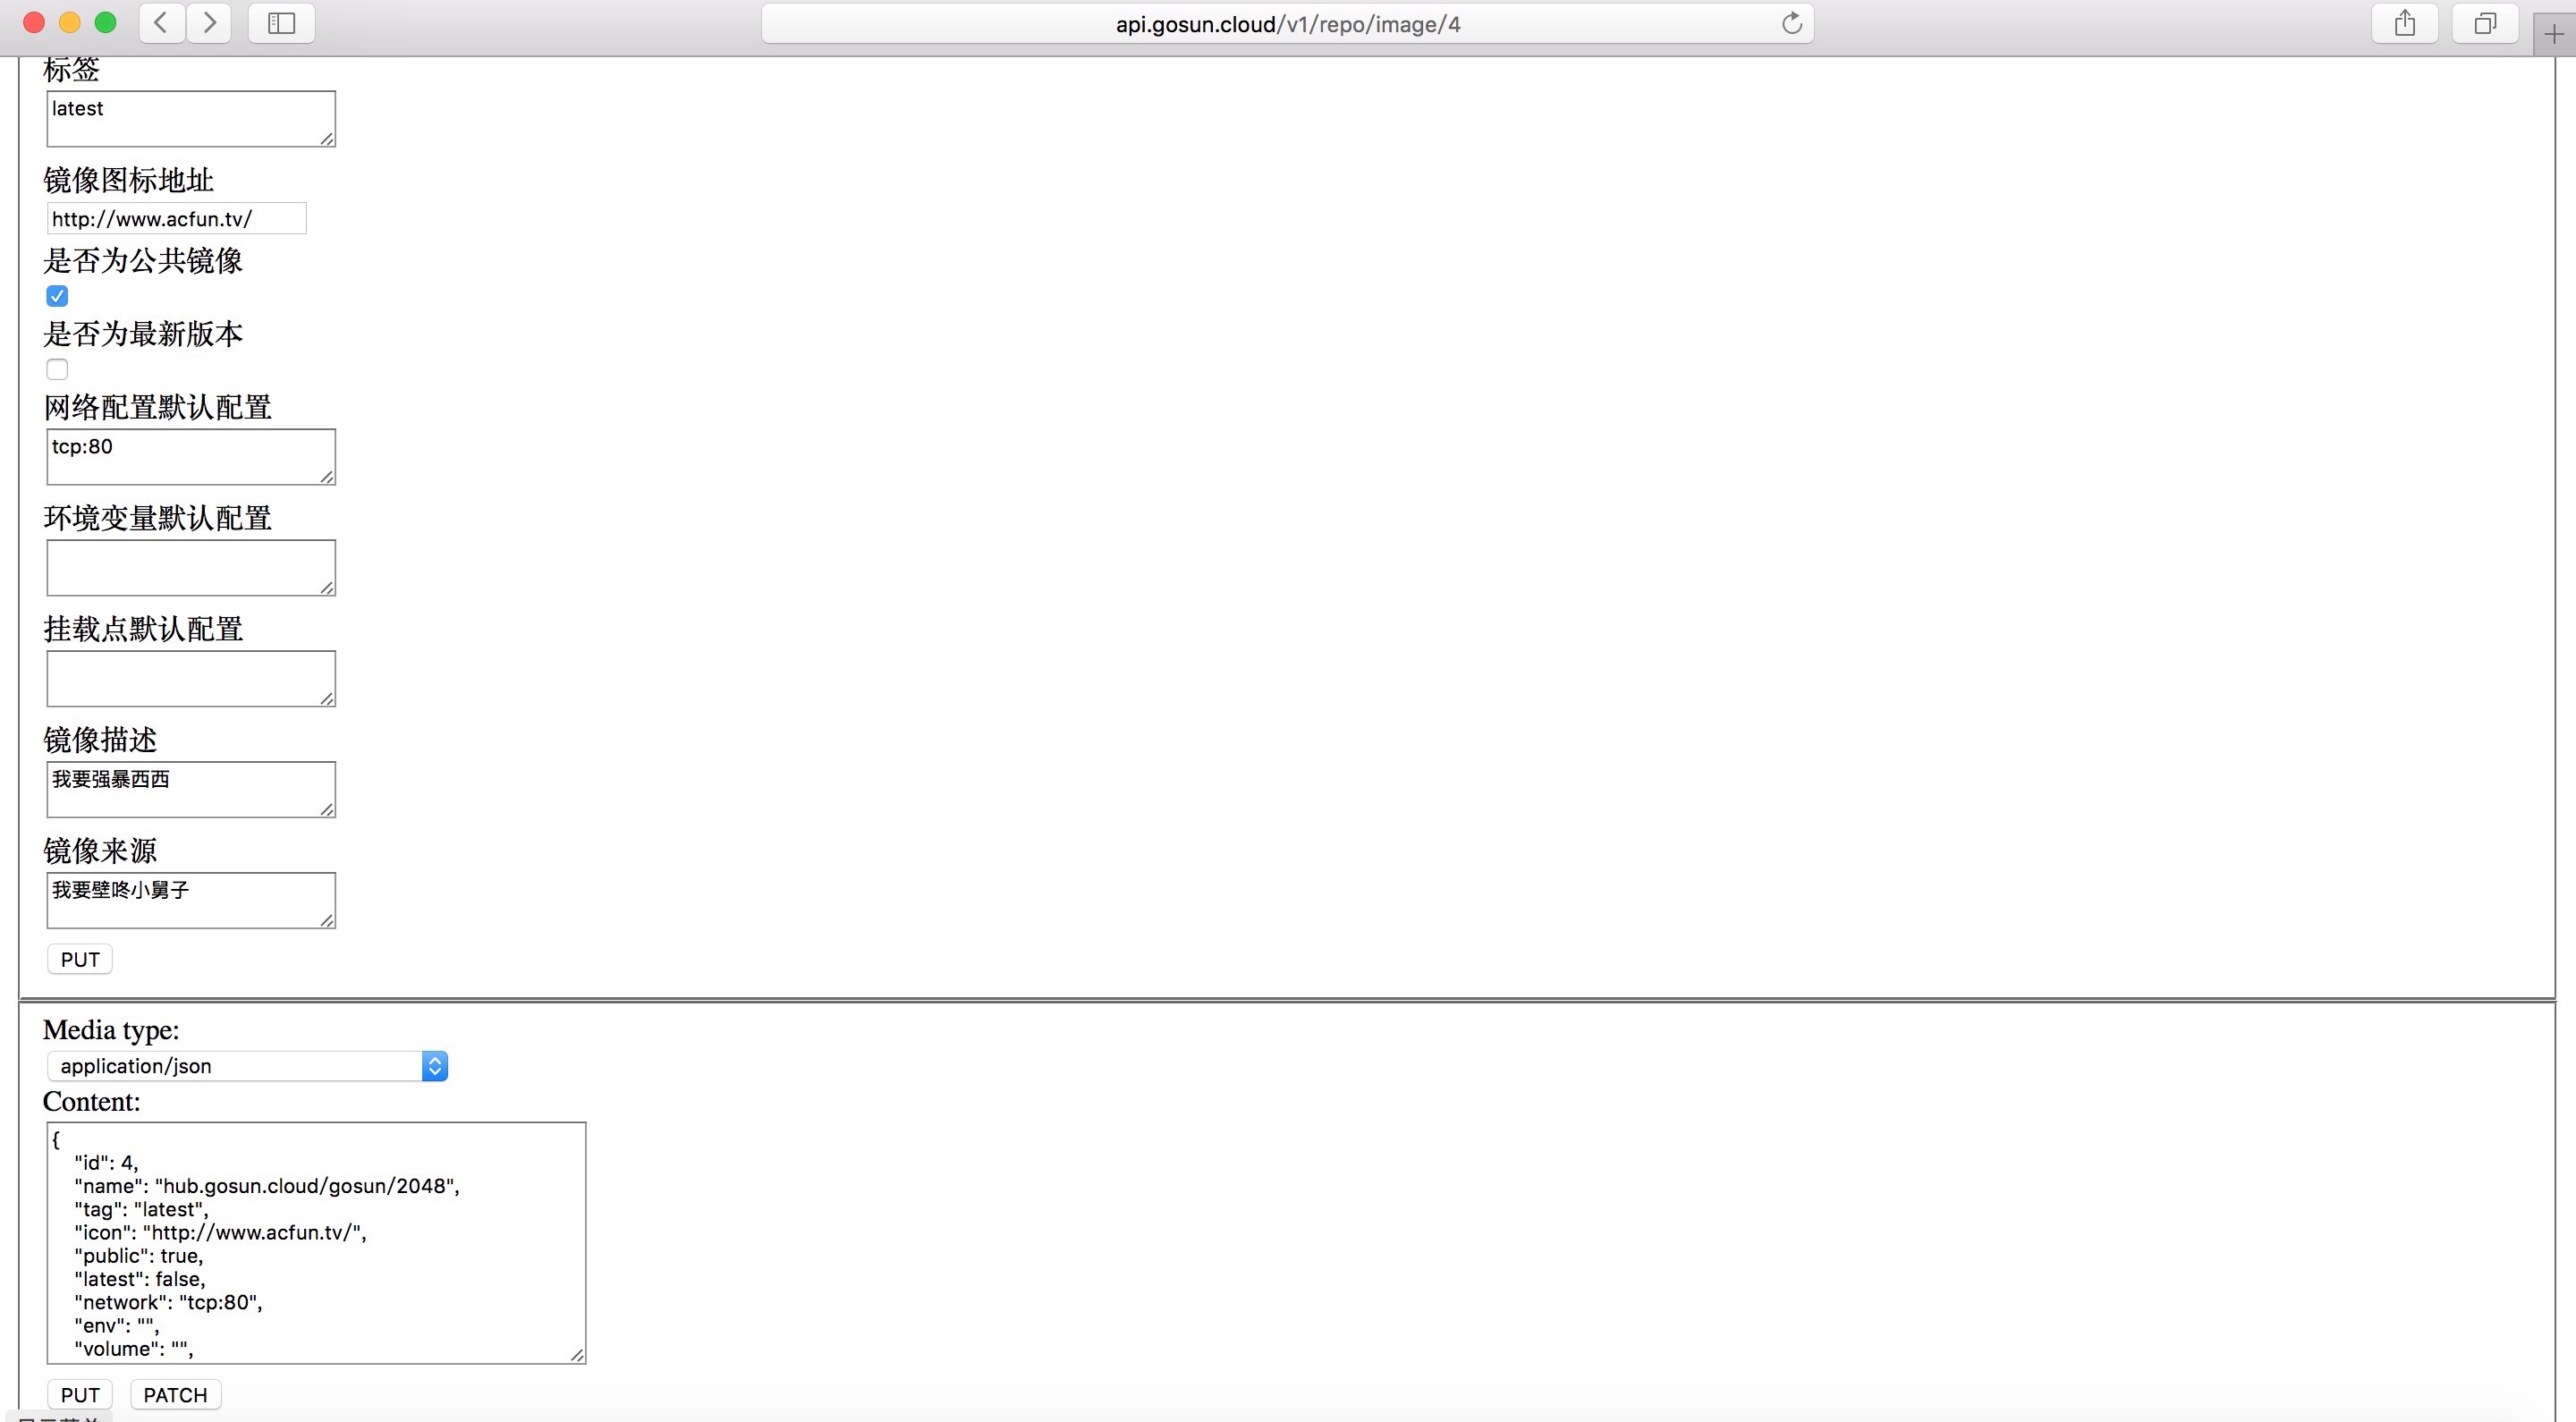 api.gosun.cloud/v1/repo/image/4
标签
latest
镜像图标地址
http://www.acfun.tv/
是否为公共镜像
是否为最新版本
网络配置默认配置
tcp:80
环境变量默认配置
挂载点默认配置
镜像描述
我要强暴西西
镜像来源
我要壁咚小舅子
PUT
Media type:
application/json
Content:
{
"id": 4,
"name": "hub.gosun.cloud/gosun/2048",
"tag": "latest",
"icon": "http://www.acfun.tv/",
"public": true,
"latest": false,
"network": "tcp:80",
"env": "",
"volume": "",
PUT PATCH